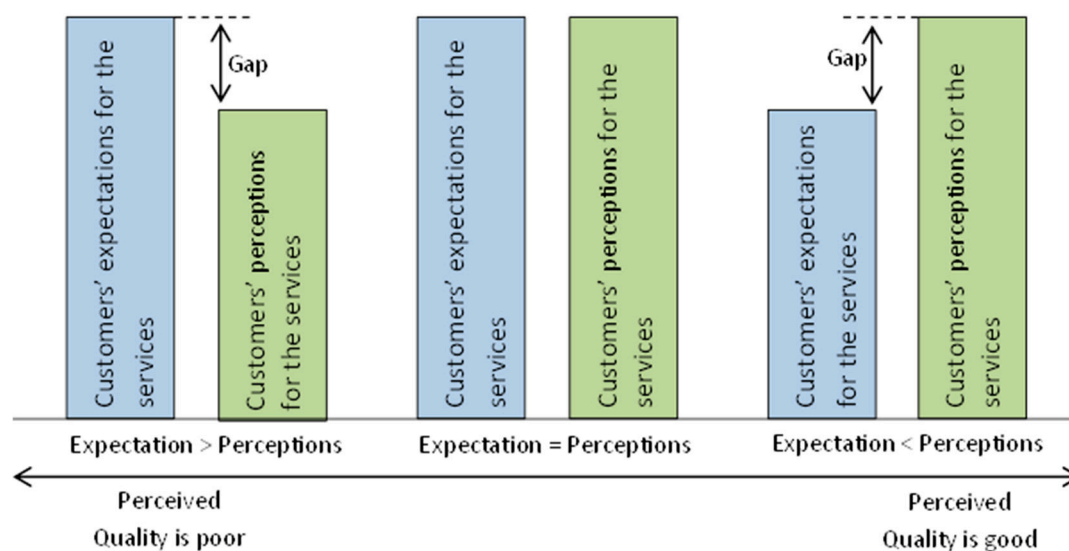 Customers' expectations for the
services
Gap
Customers' perceptions
for the services
Customers' expectations for the
services
Customers' perceptions for the
services
Gap
Customers' expectations
for the services
Customers' perceptions for the
services
Expectation > Perceptions
Expectation = Perceptions
Expectation < Perceptions
Perceived
Quality is poor
Perceived
Quality is good